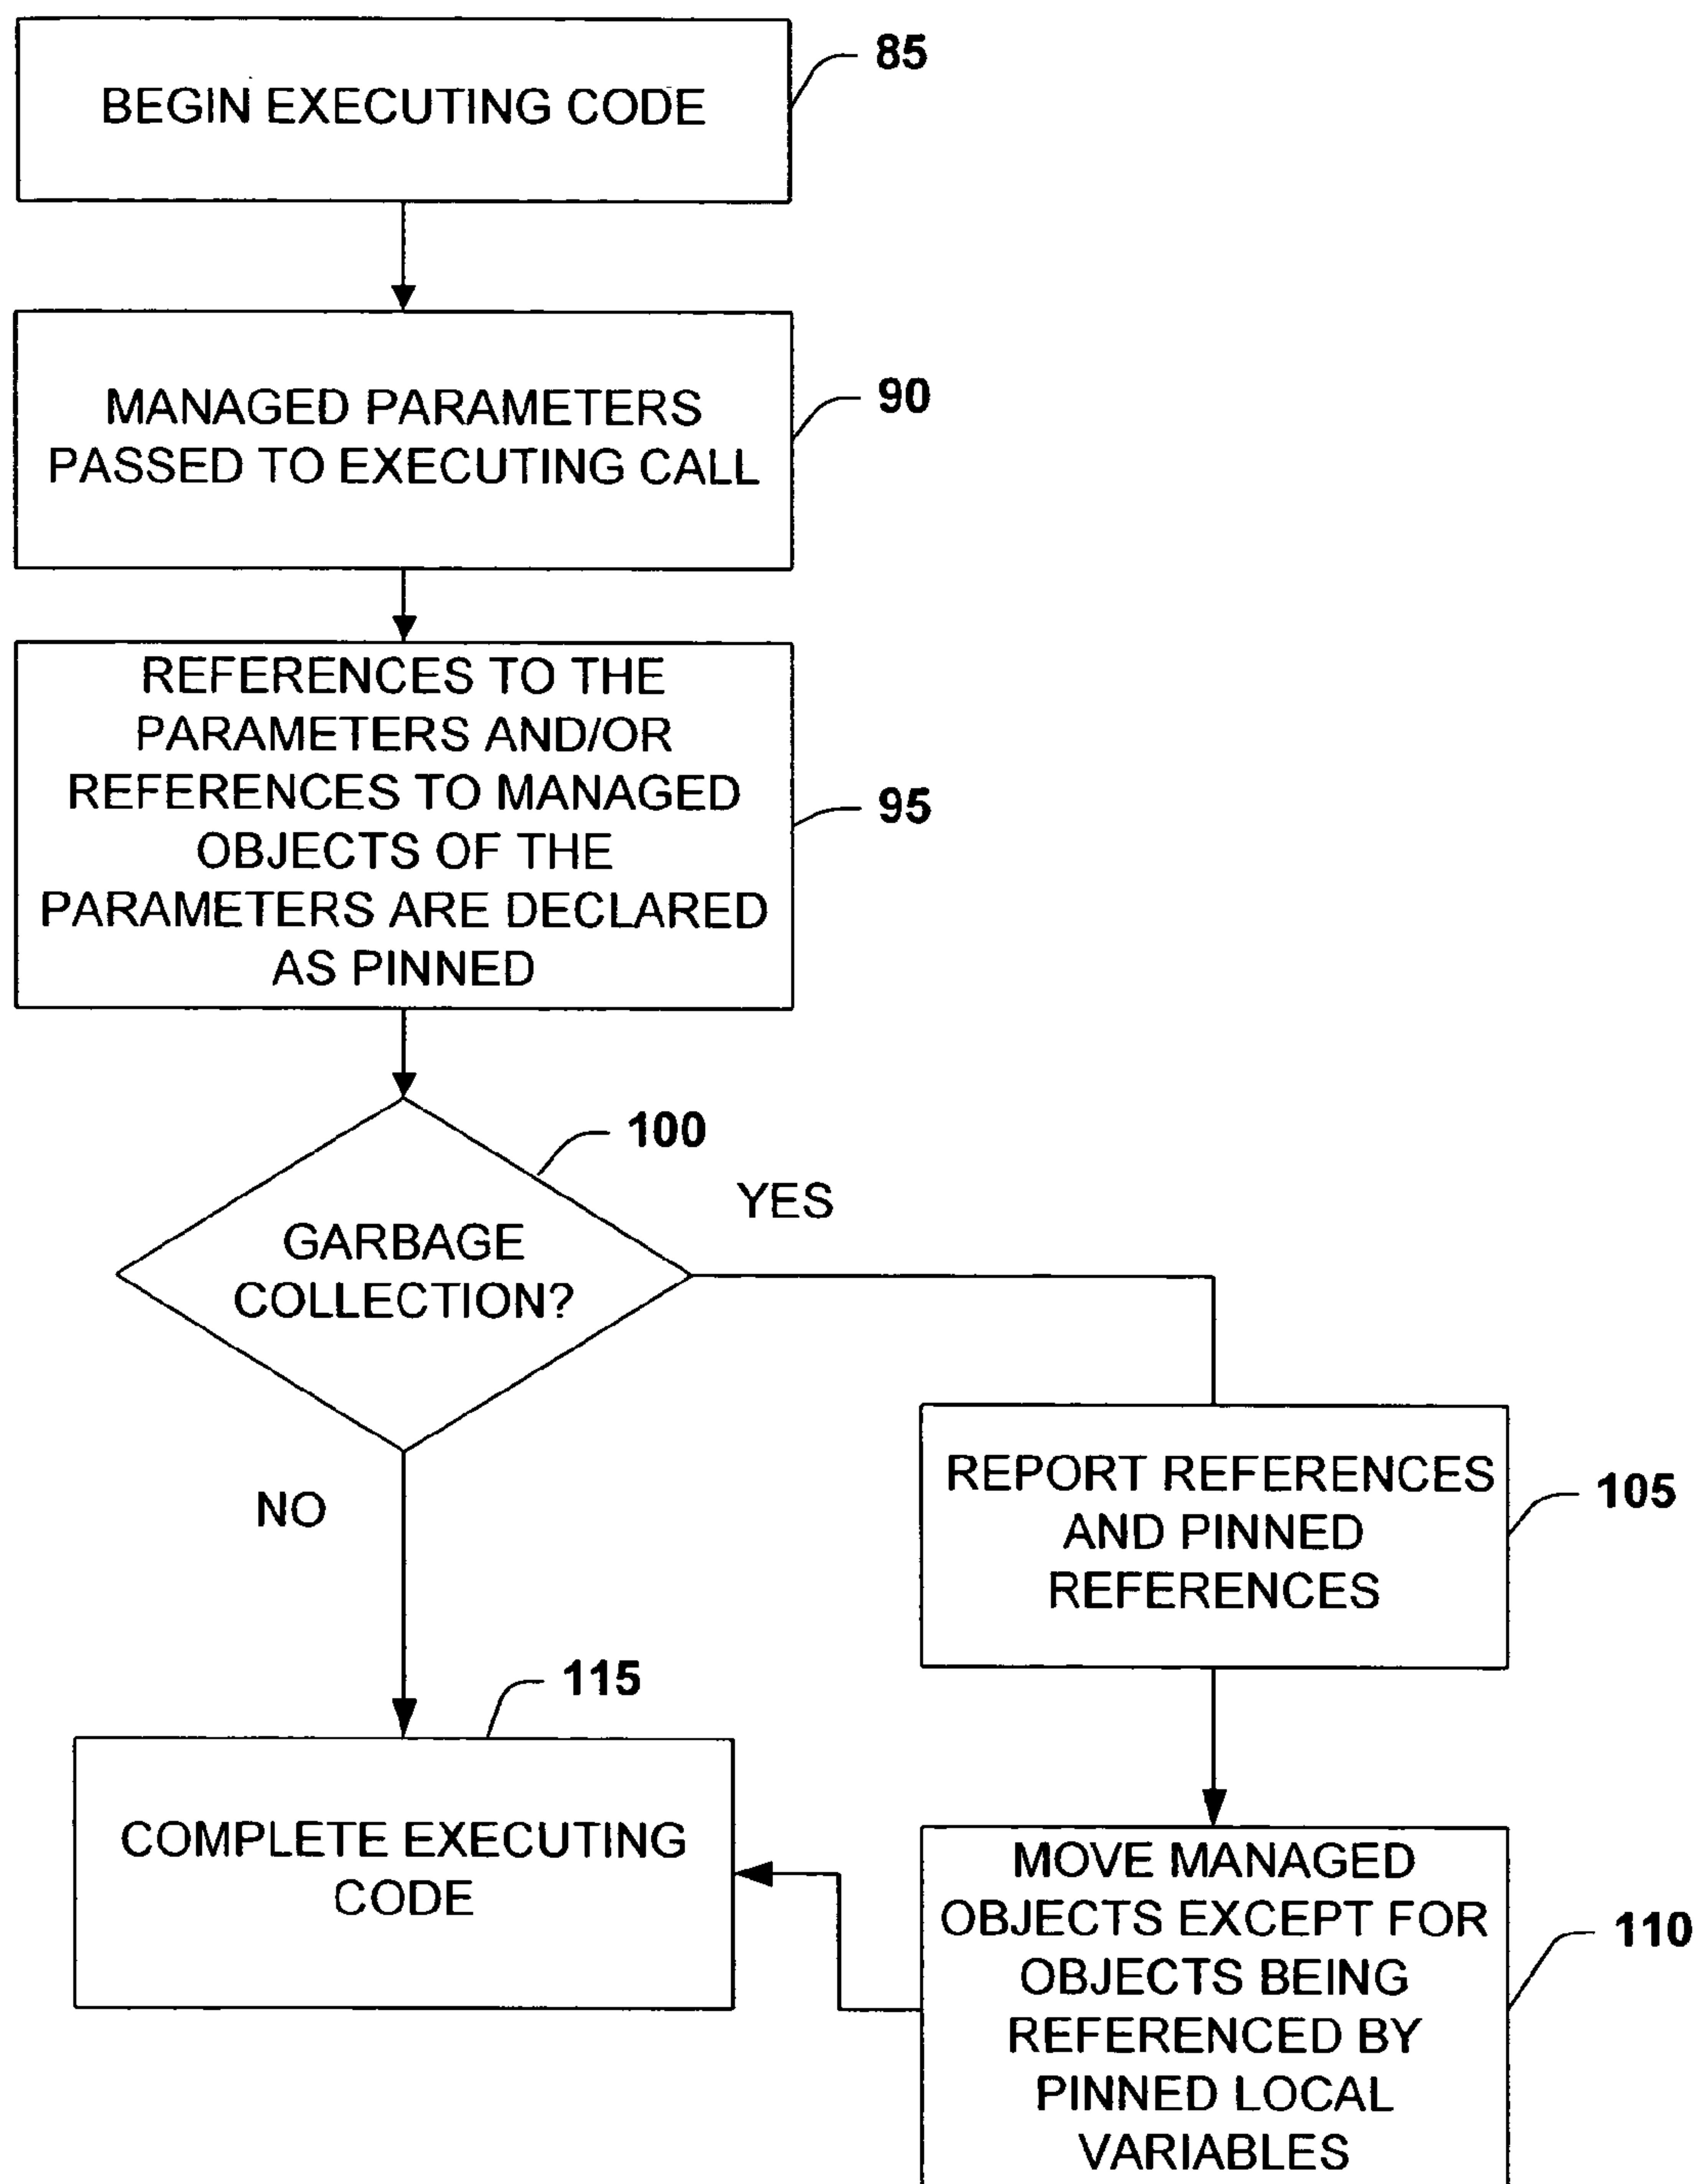 85
BEGIN EXECUTING CODE
90
MANAGED PARAMETERS
PASSED TO EXECUTING CALL
REFERENCES TO THE
PARAMETERS AND/OR
REFERENCES TO MANAGED
OBJECTS OF THE
PARAMETERS ARE DECLARED
AS PINNED
95
100
YES
GARBAGE
COLLECTION?
NO
REPORT REFERENCES
AND PINNED
REFERENCES
105
115
COMPLETE EXECUTING
CODE
MOVE MANAGED
OBJECTS EXCEPT FOR
OBJECTS BEING
REFERENCED BY
PINNED LOCAL
VARIABLES
110